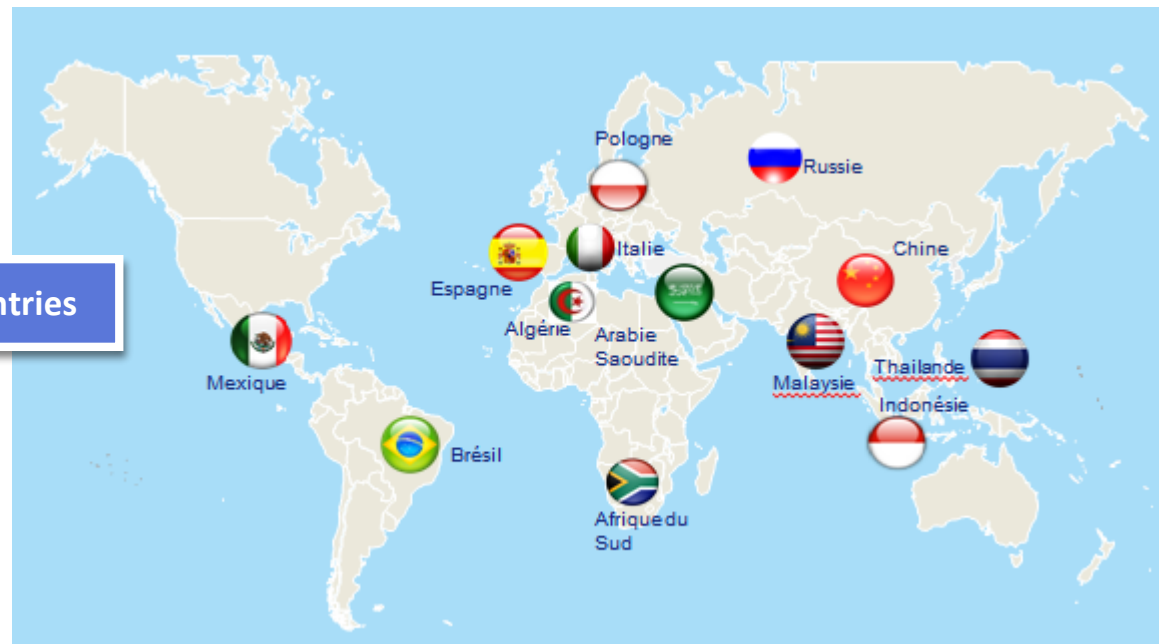 Pologne
Russie
Italie
Chine
Espagne
ntries
Algérie
Arabie
Saoudite
Mexique
Malaysie
Thailande
Indonésie
Brésil
Afrique du
Sud